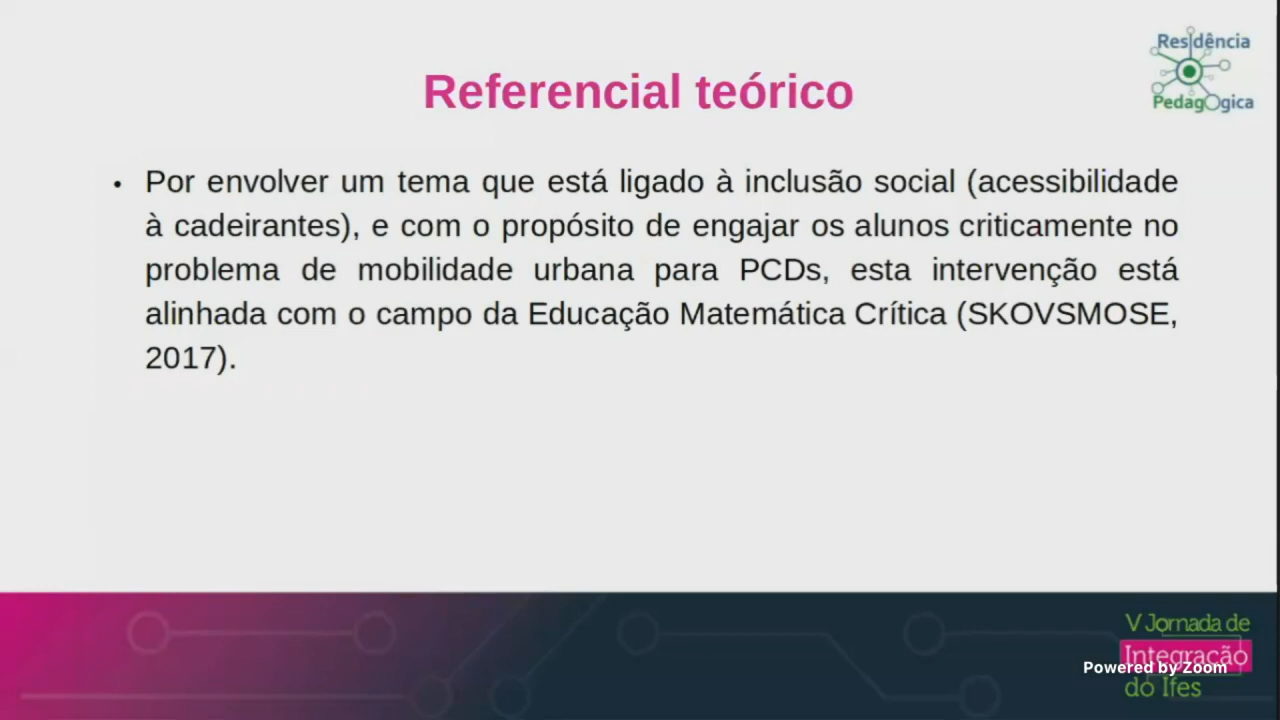 Residência
PedagOgica
Referencial teórico
• Por envolver um tema que está ligado à inclusão social (acessibilidade
à cadeirantes), e com o propósito de engajar os alunos criticamente no
problema de mobilidade urbana para PCDs, esta intervenção está
alinhada com o campo da Educação Matemática Crítica (SKOVSMOSE,
2017).
V Jornada de
Integração
Powered by Zoom
do Ifes